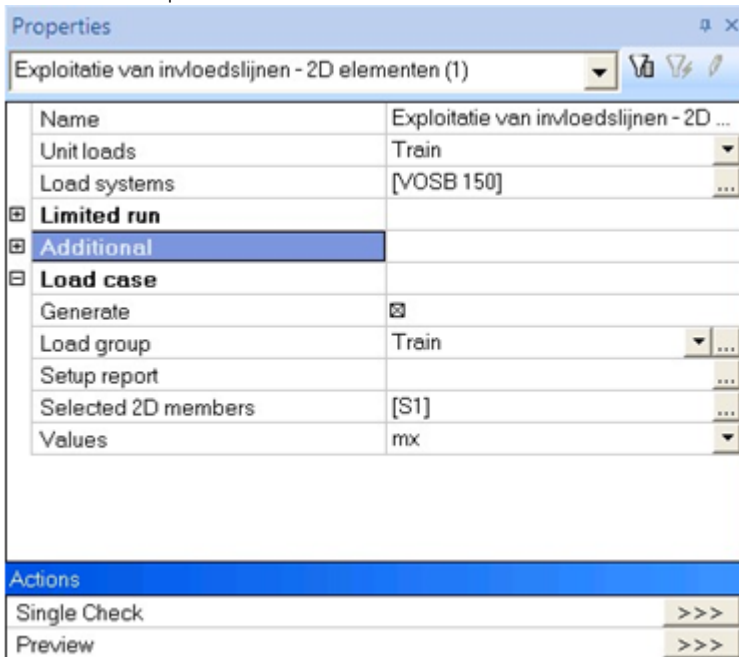 Properties
Exploitatie van invloedslijnen - 2D elementen (1)
Name Exploitatie van invloedslijnen - 2D ...
Unit loads Train
Load systems [VOSB 150] ...
Limited run
Additional
Load case
Generate
Load group Train ...
Setup report ...
Selected 2D members [S1] ...
Values mx
Actions
Single Check >>>
Preview >>>